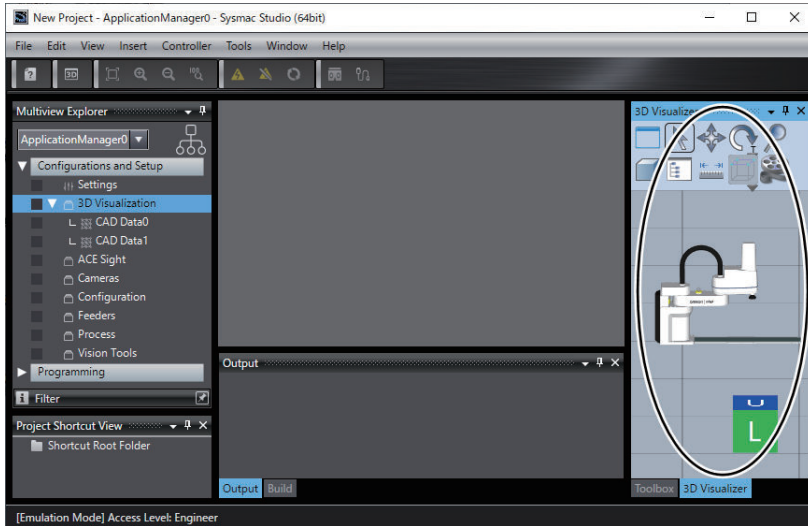 New Project - ApplicationManager0 - Sysmac Studio (64bit)
File Edit View Insert Controller Tools Window Help
3D
Multiview Explorer
ApplicationManager0
Configurations and Setup
Settings
3D Visualization
CAD Data0
CAD Data1
ACE Sight
Cameras
Configuration
Feeders
Process
Vision Tools
Programming
Filter
Project Shortcut View
Shortcut Root Folder
Output
Output Build
3D Visualizer
L
Toolbox 3D Visualizer
[Emulation Mode] Access Level: Engineer